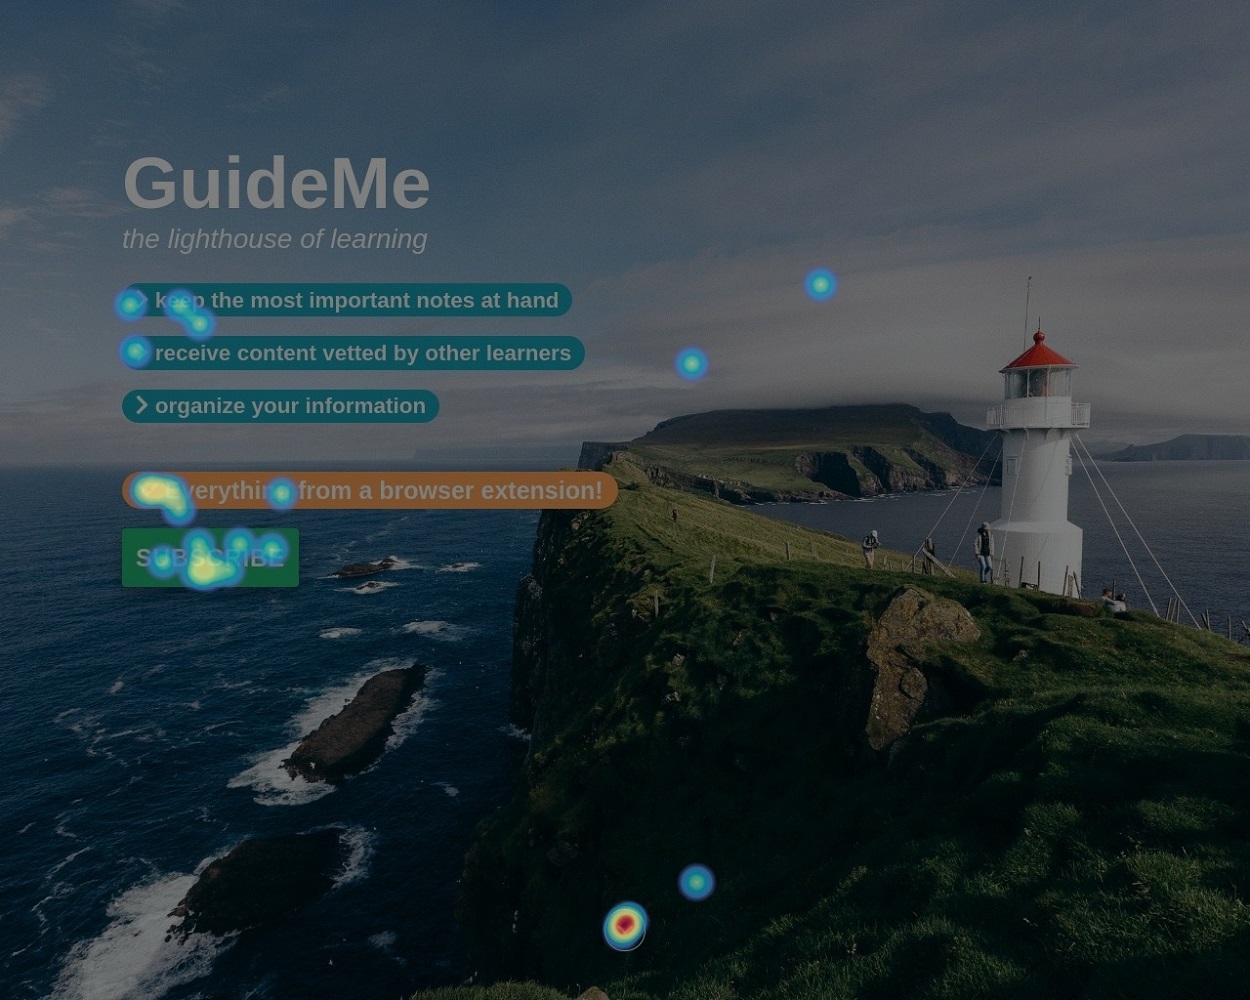 GuideMe
the lighthouse of learning
keep the most important notes at hand
receive content vetted by other learners
organize your information
Everything from a browser extension!
SUBSCRIBE